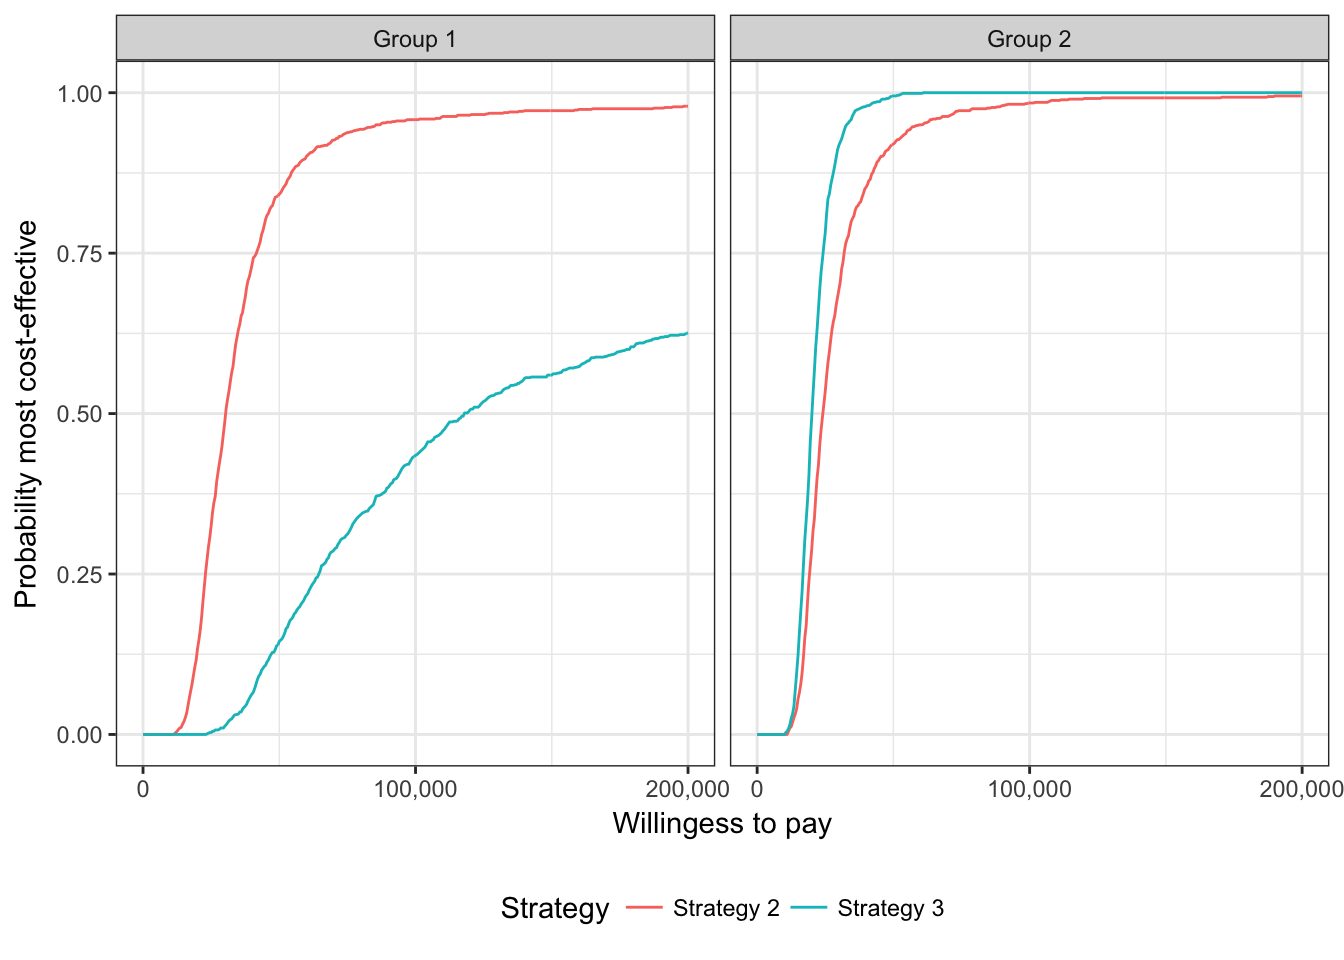 Group 1
Group 2
Probability most cost-effective
1.00
0.75
0.50
0.25
0.00
0
100,000
200,000
0
100,000
200,000
Willingess to pay
Strategy
Strategy 2
Strategy 3